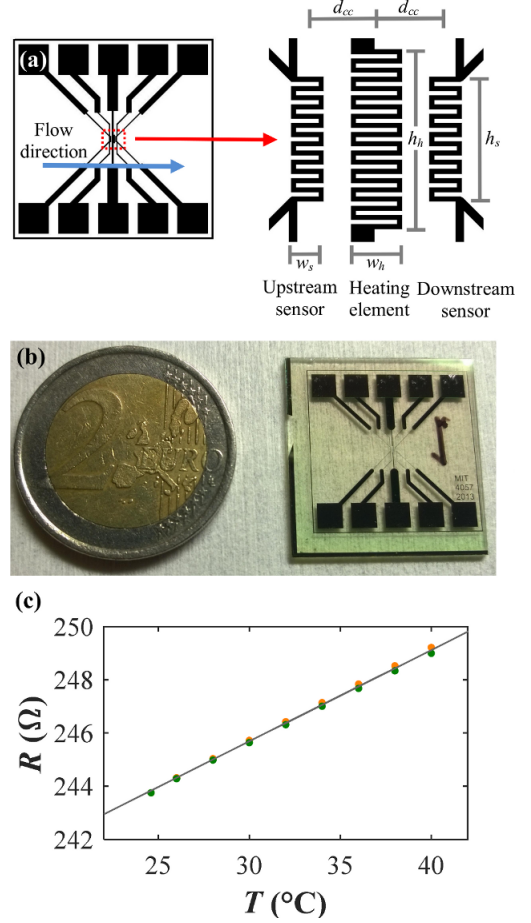 (a)
Flow
direction
d_cc d_cc
h_h h_s
w_s w_h
Upstream
sensor
Heating
element
Downstream
sensor
(b)
2 EURO
MIT
4057
2013
(c)
250
248
246
244
242
R (Ω)
25 30 35 40
T (°C)